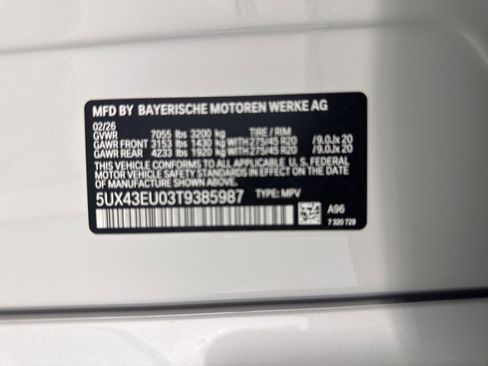 MFD BY BAYERISCHE MOTOREN WERKE AG
02/26
GVWR 7055 lbs 3200 kg TIRE / RIM
GAWR FRONT 3153 lbs 1430 kg WITH 275/45 R20 /9.0Jx 20
GAWR REAR 4233 lbs 1920 kg WITH 275/45 R20 /9.0Jx 20
THIS VEHICLE CONFORMS TO ALL APPLICABLE U.S. FEDERAL
MOTOR VEHICLE SAFETY STANDARDS IN EFFECT ON THE DATE OF
MANUFACTURE SHOWN ABOVE.
5UX43EU03T9385987 TYPE: MPV
A96
7 320 729